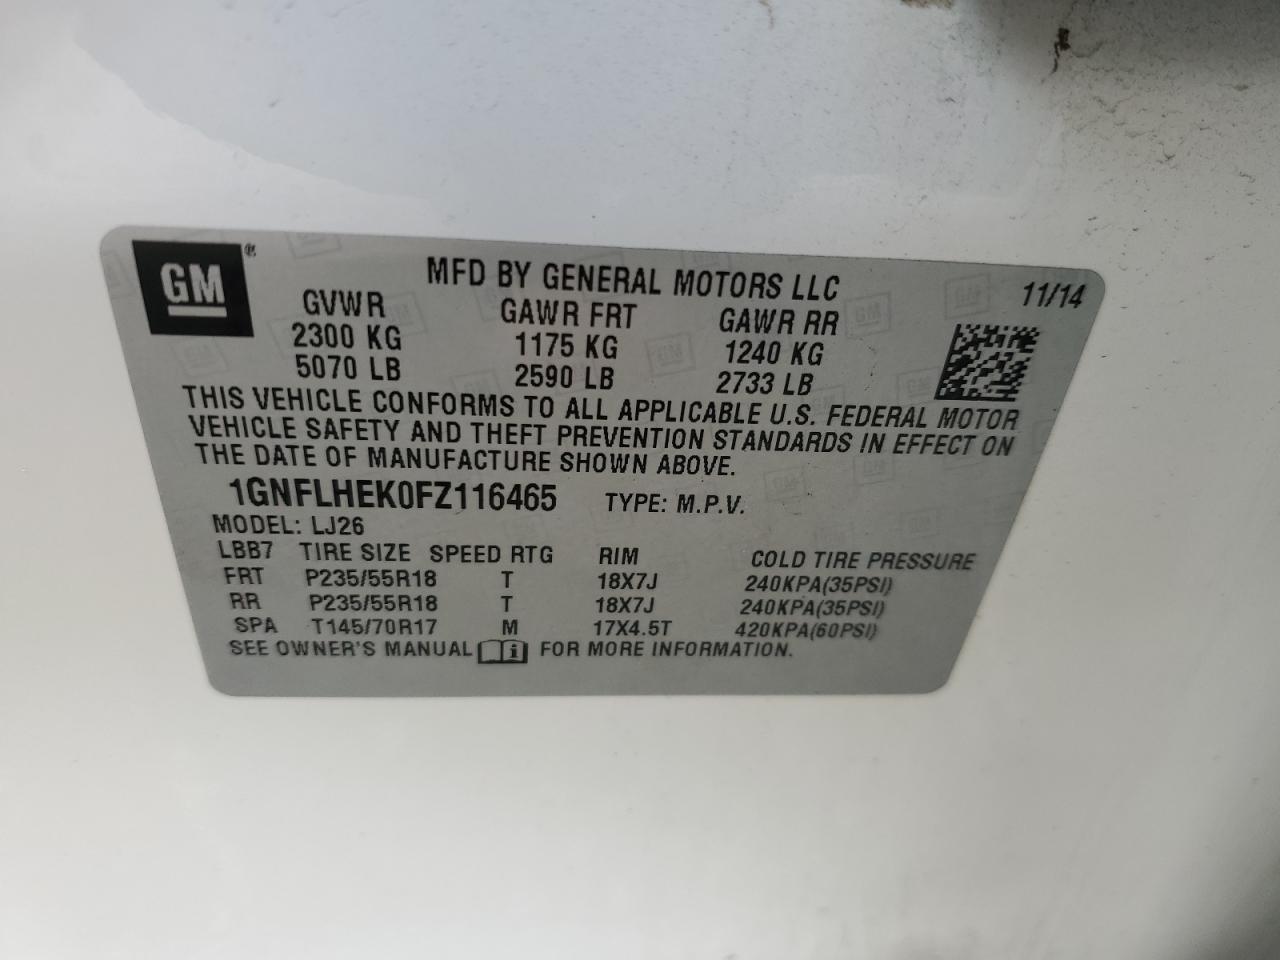 GM ®
MFD BY GENERAL MOTORS LLC 11/14
GVWR GAWR FRT GAWR RR
2300 KG 1175 KG 1240 KG
5070 LB 2590 LB 2733 LB
THIS VEHICLE CONFORMS TO ALL APPLICABLE U.S. FEDERAL MOTOR
VEHICLE SAFETY AND THEFT PREVENTION STANDARDS IN EFFECT ON
THE DATE OF MANUFACTURE SHOWN ABOVE.
1GNFLHEK0FZ116465 TYPE: M.P.V.
MODEL: LJ26
LBB7 TIRE SIZE SPEED RTG RIM COLD TIRE PRESSURE
FRT P235/55R18 T 18X7J 240KPA(35PSI)
RR P235/55R18 T 18X7J 240KPA(35PSI)
SPA T145/70R17 M 17X4.5T 420KPA(60PSI)
SEE OWNER'S MANUAL i FOR MORE INFORMATION.